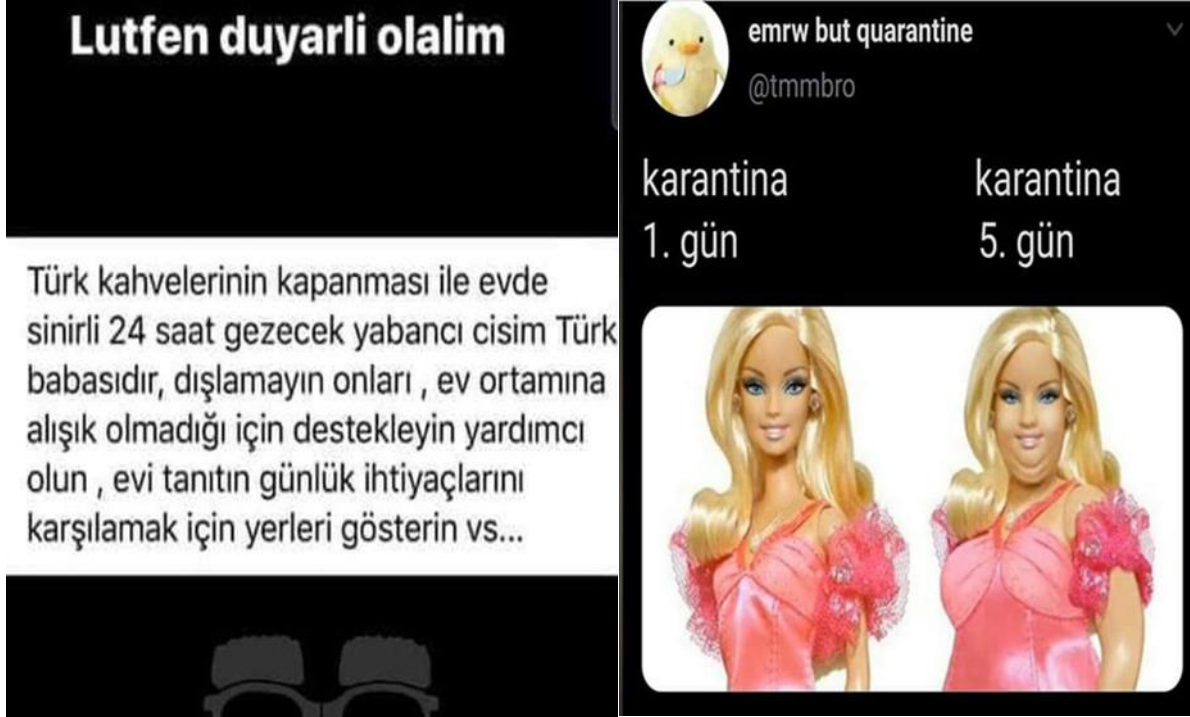 Lutfen duyarli olalim
Türk kahvelerinin kapanması ile evde
sinirli 24 saat gezecek yabancı cisim Türk
babasıdır, dışlamayın onları , ev ortamına
alışık olmadığı için destekleyin yardımcı
olun , evi tanıtın günlük ihtiyaçlarını
karşılamak için yerleri gösterin vs...
emrw but quarantine
@tmmbro
karantina
1. gün
karantina
5. gün